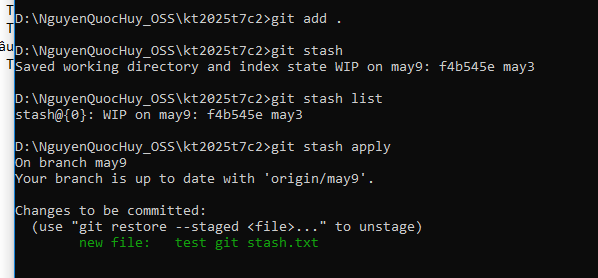 T
D:\NguyenQuocHuy_OSS\kt2025t7c2>git add .
T
D:\NguyenQuocHuy_OSS\kt2025t7c2>git stash
âu
Saved working directory and index state WIP on may9: f4b545e may3
T
D:\NguyenQuocHuy_OSS\kt2025t7c2>git stash list
stash@{0}: WIP on may9: f4b545e may3
D:\NguyenQuocHuy_OSS\kt2025t7c2>git stash apply
On branch may9
Your branch is up to date with 'origin/may9'.
Changes to be committed:
  (use "git restore --staged <file>..." to unstage)
        new file:   test git stash.txt